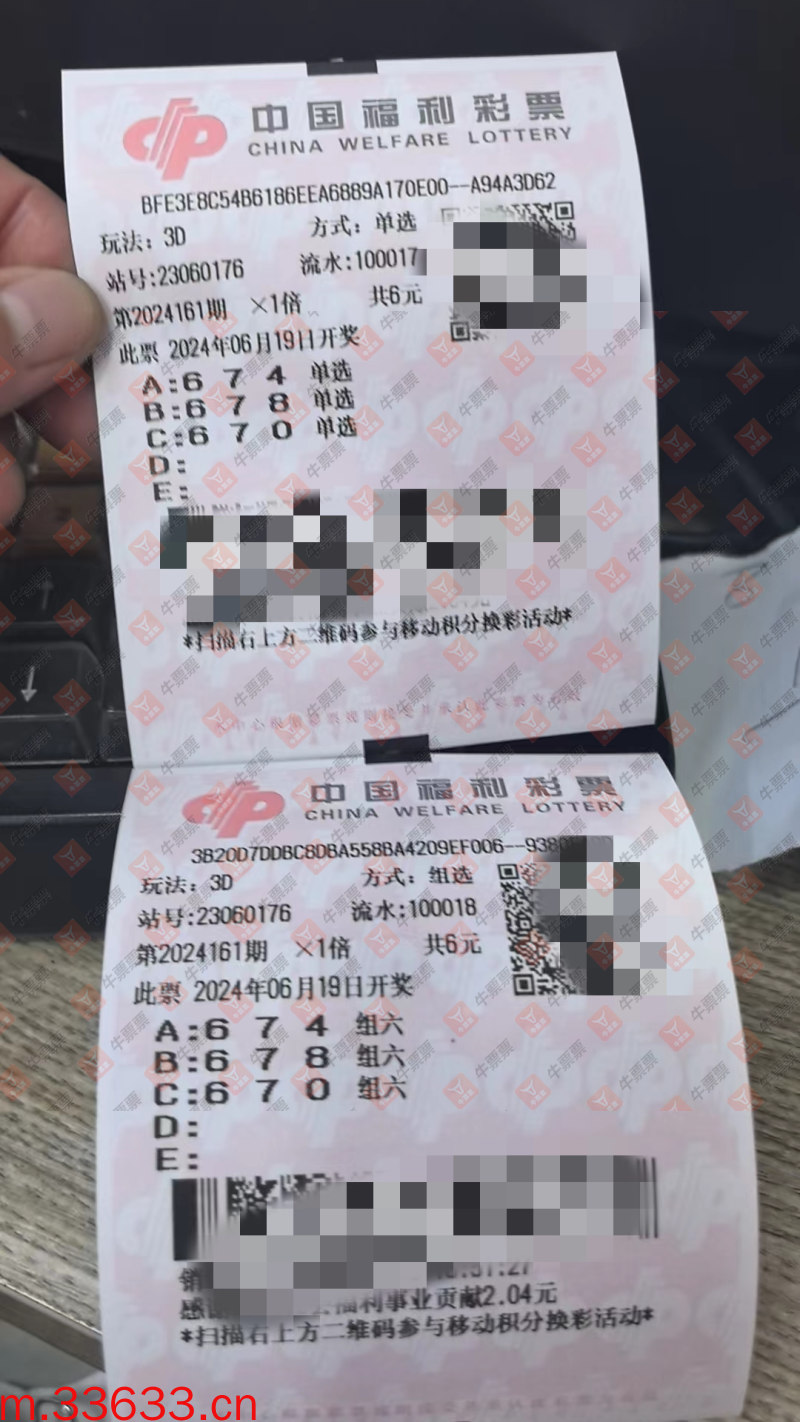 中国福利彩票
CHINA WELFARE LOTTERY
BFE3E8C54B6186EEA6889A170E00--A94A3D62
玩法：3D 方式：单选
站号:23060176 流水:100017
第2024161期 ×1倍 共6元
此票 2024年06月19日开奖
A:6 7 4 单选
B:6 7 8 单选
C:6 7 0 单选
D:
E:
*扫描右上方二维码参与移动积分换彩活动*
中国福利彩票
CHINA WELFARE LOTTERY
3B20D7DDBC8DBA558BA4209EF006--938
玩法：3D 方式：组选
站号:23060176 流水:100018
第2024161期 ×1倍 共6元
此票 2024年06月19日开奖
A:6 7 4 组六
B:6 7 8 组六
C:6 7 0 组六
D:
E:
销
福利事业贡献2.04元
*扫描右上方二维码参与移动积分换彩活动*
牛票票
m.33633.cn